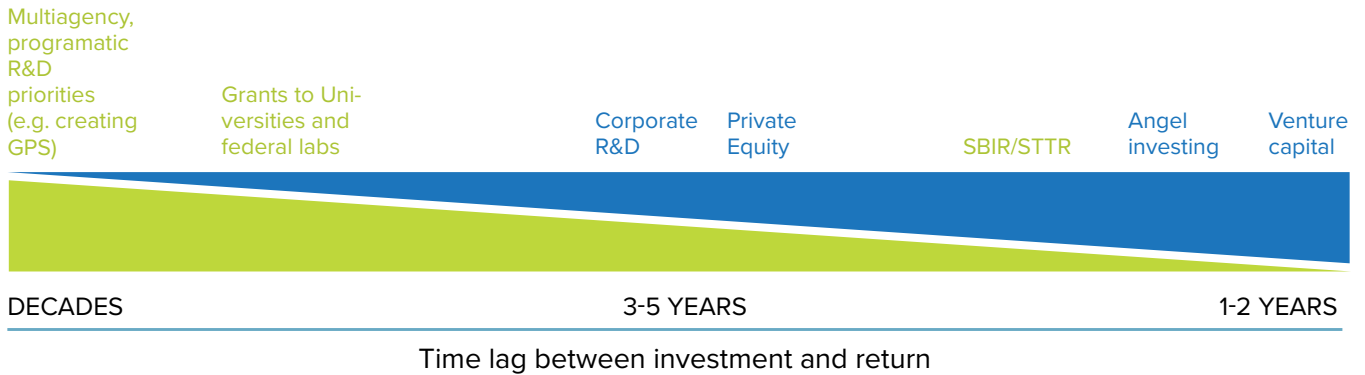 Multiagency,
programatic
R&D
priorities
(e.g. creating
GPS)
Grants to Uni-
versities and
federal labs
Corporate
R&D
Private
Equity
SBIR/STTR
Angel
investing
Venture
capital
DECADES
3-5 YEARS
1-2 YEARS
Time lag between investment and return